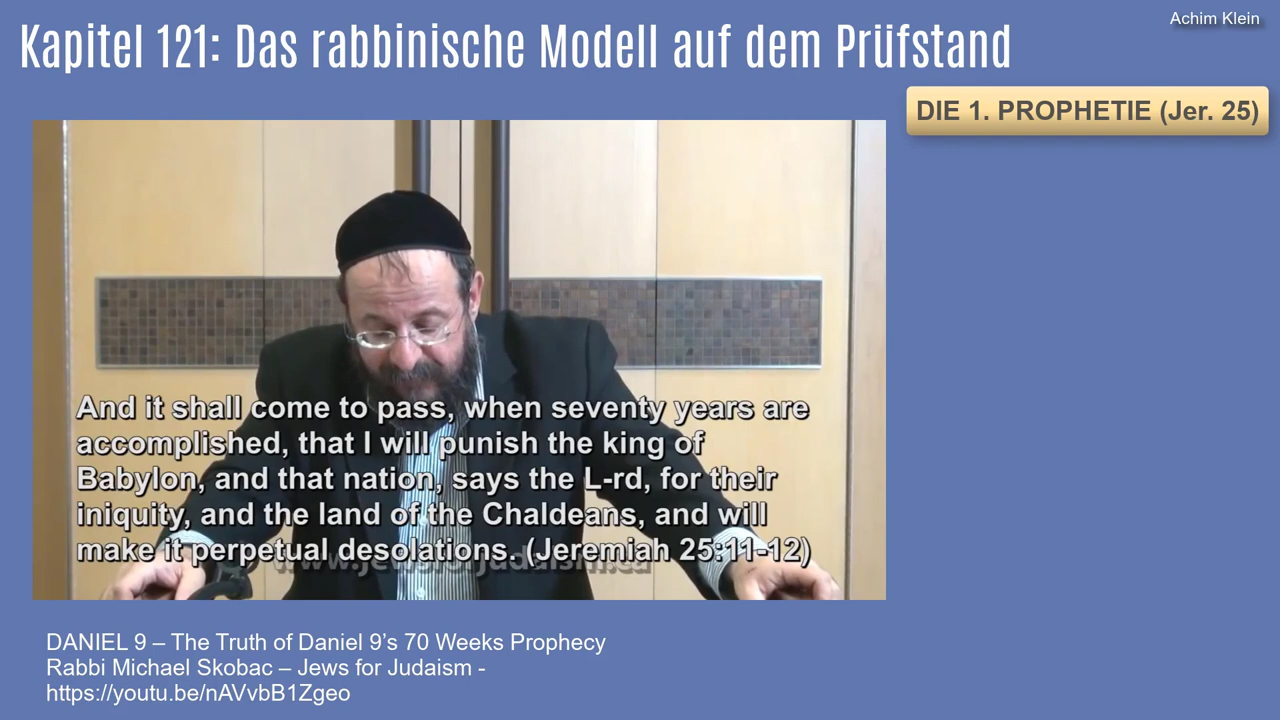 Achim Klein
Kapitel 121: Das rabbinische Modell auf dem Prüfstand
DIE 1. PROPHETIE (Jer. 25)
And it shall come to pass, when seventy years are
accomplished, that I will punish the king of
Babylon, and that nation, says the L-rd, for their
iniquity, and the land of the Chaldeans, and will
make it perpetual desolations. (Jeremiah 25:11-12)
www.jewsforjudaism.ca
DANIEL 9 – The Truth of Daniel 9’s 70 Weeks Prophecy
Rabbi Michael Skobac – Jews for Judaism -
https://youtu.be/nAVvbB1Zgeo